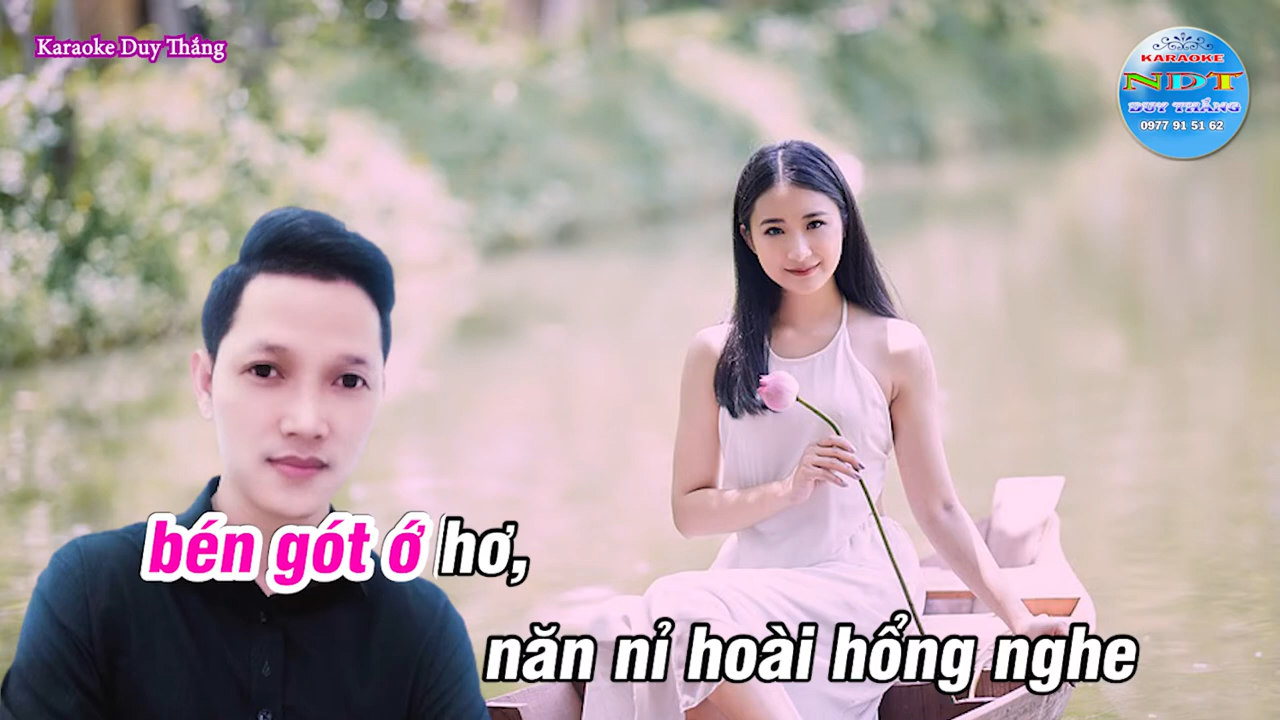 Karaoke Duy Thắng
KARAOKE
NDT
DUY THẮNG
0977 91 51 62
bén gót ớ hơ,
năn nỉ hoài hổng nghe